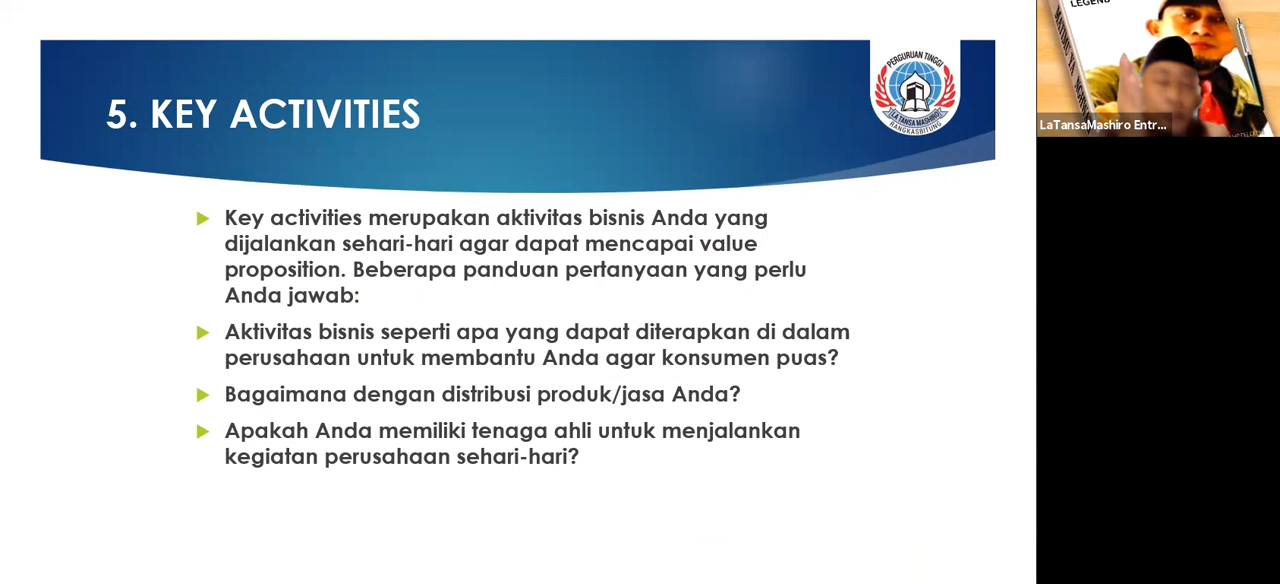 5. KEY ACTIVITIES
PERGURUAN TINGGI
LA TANSA MASHIRO
RANGKASBITUNG
Key activities merupakan aktivitas bisnis Anda yang
dijalankan sehari-hari agar dapat mencapai value
proposition. Beberapa panduan pertanyaan yang perlu
Anda jawab:
Aktivitas bisnis seperti apa yang dapat diterapkan di dalam
perusahaan untuk membantu Anda agar konsumen puas?
Bagaimana dengan distribusi produk/jasa Anda?
Apakah Anda memiliki tenaga ahli untuk menjalankan
kegiatan perusahaan sehari-hari?
LEGEND
LaTansaMashiro Entr...